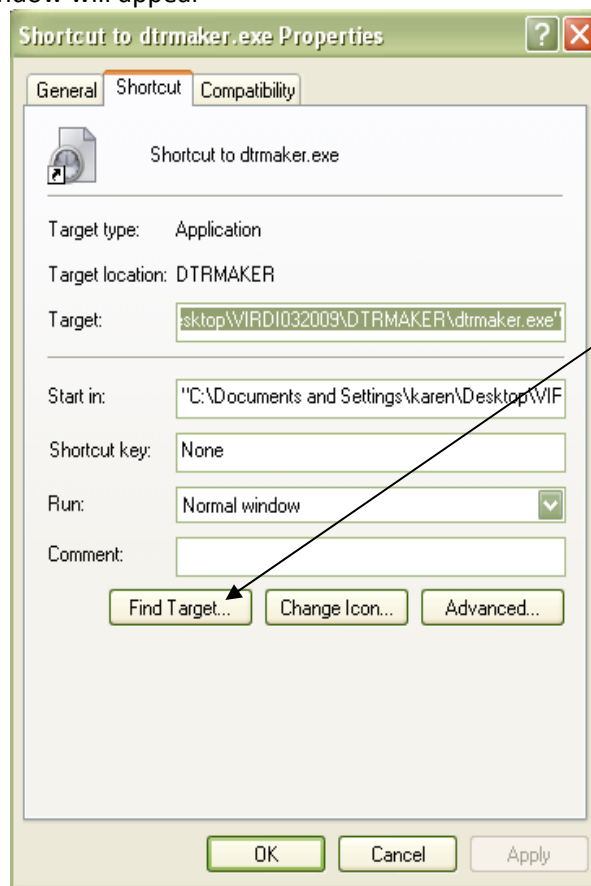 ndow will appear
Shortcut to dtrmaker.exe Properties
General Shortcut Compatibility
Shortcut to dtrmaker.exe
Target type: Application
Target location: DTRMAKER
Target: esktop\VIRDI032009\DTRMAKER\dtrmaker.exe"
Start in: "C:\Documents and Settings\karen\Desktop\VIF
Shortcut key: None
Run: Normal window
Comment:
Find Target... Change Icon... Advanced...
OK Cancel Apply